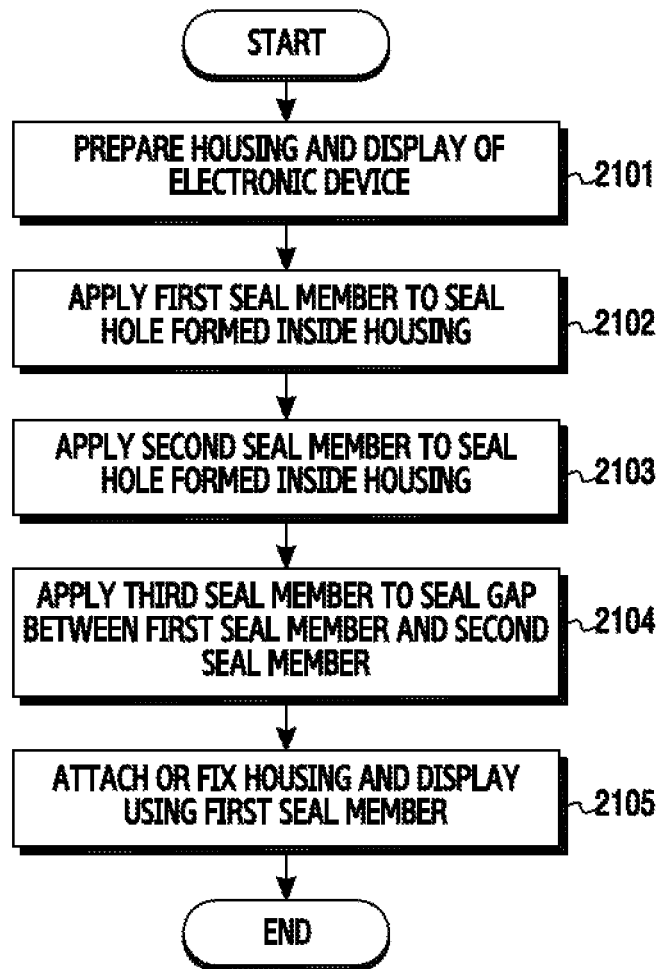 START
PREPARE HOUSING AND DISPLAY OF
ELECTRONIC DEVICE
2101
APPLY FIRST SEAL MEMBER TO SEAL
HOLE FORMED INSIDE HOUSING
2102
APPLY SECOND SEAL MEMBER TO SEAL
HOLE FORMED INSIDE HOUSING
2103
APPLY THIRD SEAL MEMBER TO SEAL GAP
BETWEEN FIRST SEAL MEMBER AND SECOND
SEAL MEMBER
2104
ATTACH OR FIX HOUSING AND DISPLAY
USING FIRST SEAL MEMBER
2105
END